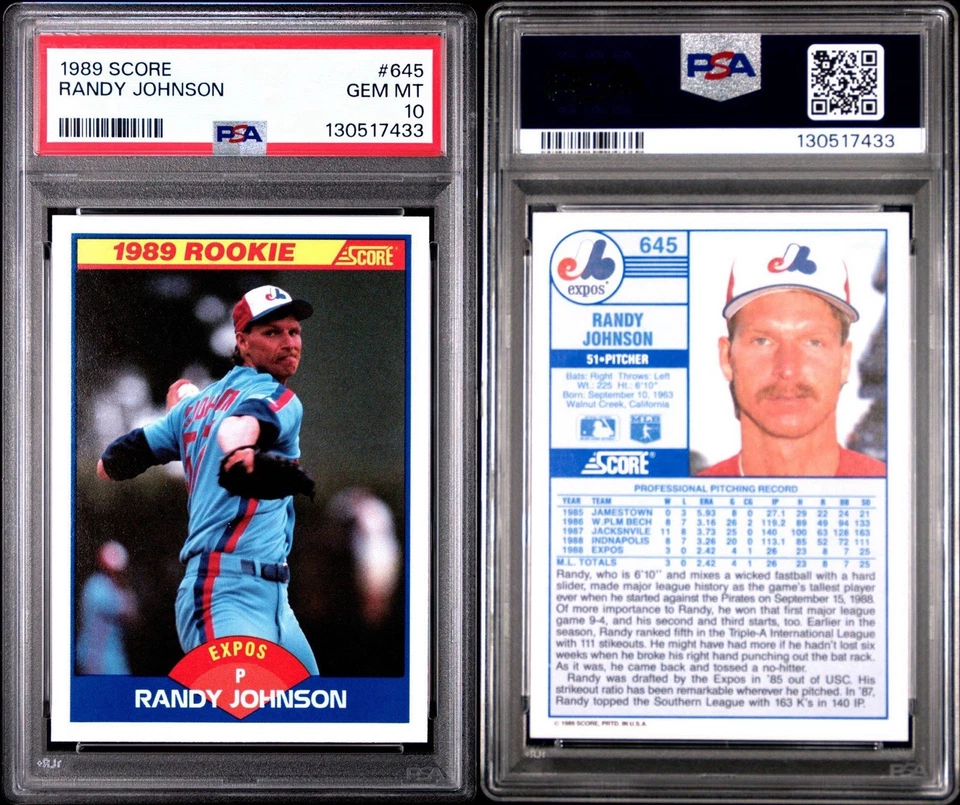 1989 SCORE #645
RANDY JOHNSON GEM MT
10
PSA 130517433
1989 ROOKIE SCORE
EXPOS
P
RANDY JOHNSON
PSA
PSA
130517433
645
expos
RANDY
JOHNSON
51•PITCHER
Bats: Right Throws: Left
Wt.: 225 Ht.: 6'10"
Born: September 10, 1963
Walnut Creek, California
SCORE
PROFESSIONAL PITCHING RECORD
YEAR TEAM W L ERA G CG IP H R BB SO
1985 JAMESTOWN 0 3 5.93 8 0 27.1 29 22 24 21
1986 W.PLM BECH 8 7 3.16 26 2 119.2 89 49 94 133
1987 JACKSNVILE 11 8 3.73 25 0 140 100 63 128 163
1988 INDNAPOLIS 8 7 3.26 20 0 113.1 85 52 72 111
1988 EXPOS 3 0 2.42 4 1 26 23 8 7 25
M.L. TOTALS 3 0 2.42 4 1 26 23 8 7 25
Randy, who is 6'10" and mixes a wicked fastball with a hard
slider, made major league history as the game's tallest player
ever when he started against the Pirates on September 15, 1988.
Of more importance to Randy, he won that first major league
game 9-4, and his second and third starts, too. Earlier in the
season, Randy ranked fifth in the Triple-A International League
with 111 stikeouts. He might have had more if he hadn't lost six
weeks when he broke his right hand punching out the bat rack.
As it was, he came back and tossed a no-hitter.
Randy was drafted by the Expos in '85 out of USC. His
strikeout ratio has been remarkable wherever he pitched. In '87,
Randy topped the Southern League with 163 K's in 140 IP.
© 1989 SCORE, PRTD. IN U.S.A.
PSA